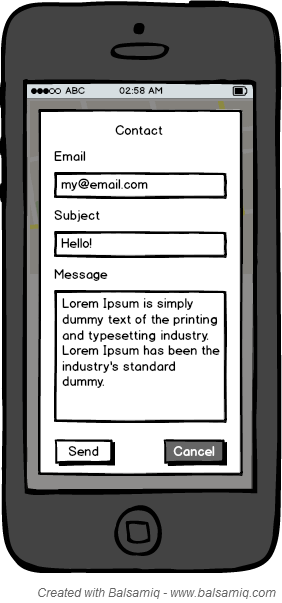 ABC 02:58 AM
Contact
Email
my@email.com
Subject
Hello!
Message
Lorem Ipsum is simply
dummy text of the printing
and typesetting industry.
Lorem Ipsum has been the
industry's standard
dummy.
Send Cancel
Created with Balsamiq - www.balsamiq.com